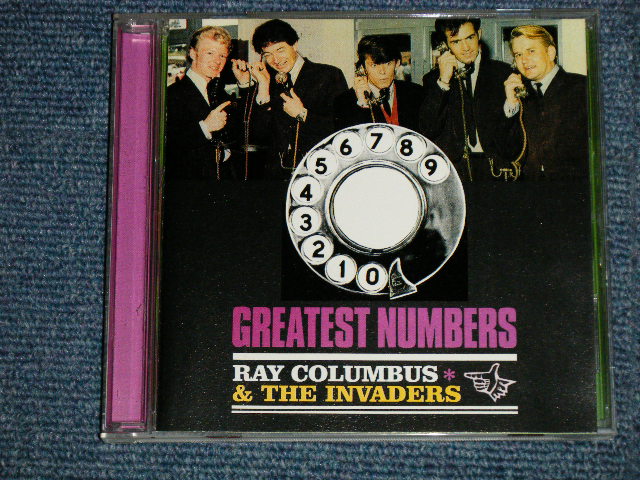 5 6 7 8 9
4
3
2 1 0
GREATEST NUMBERS
RAY COLUMBUS *
& THE INVADERS